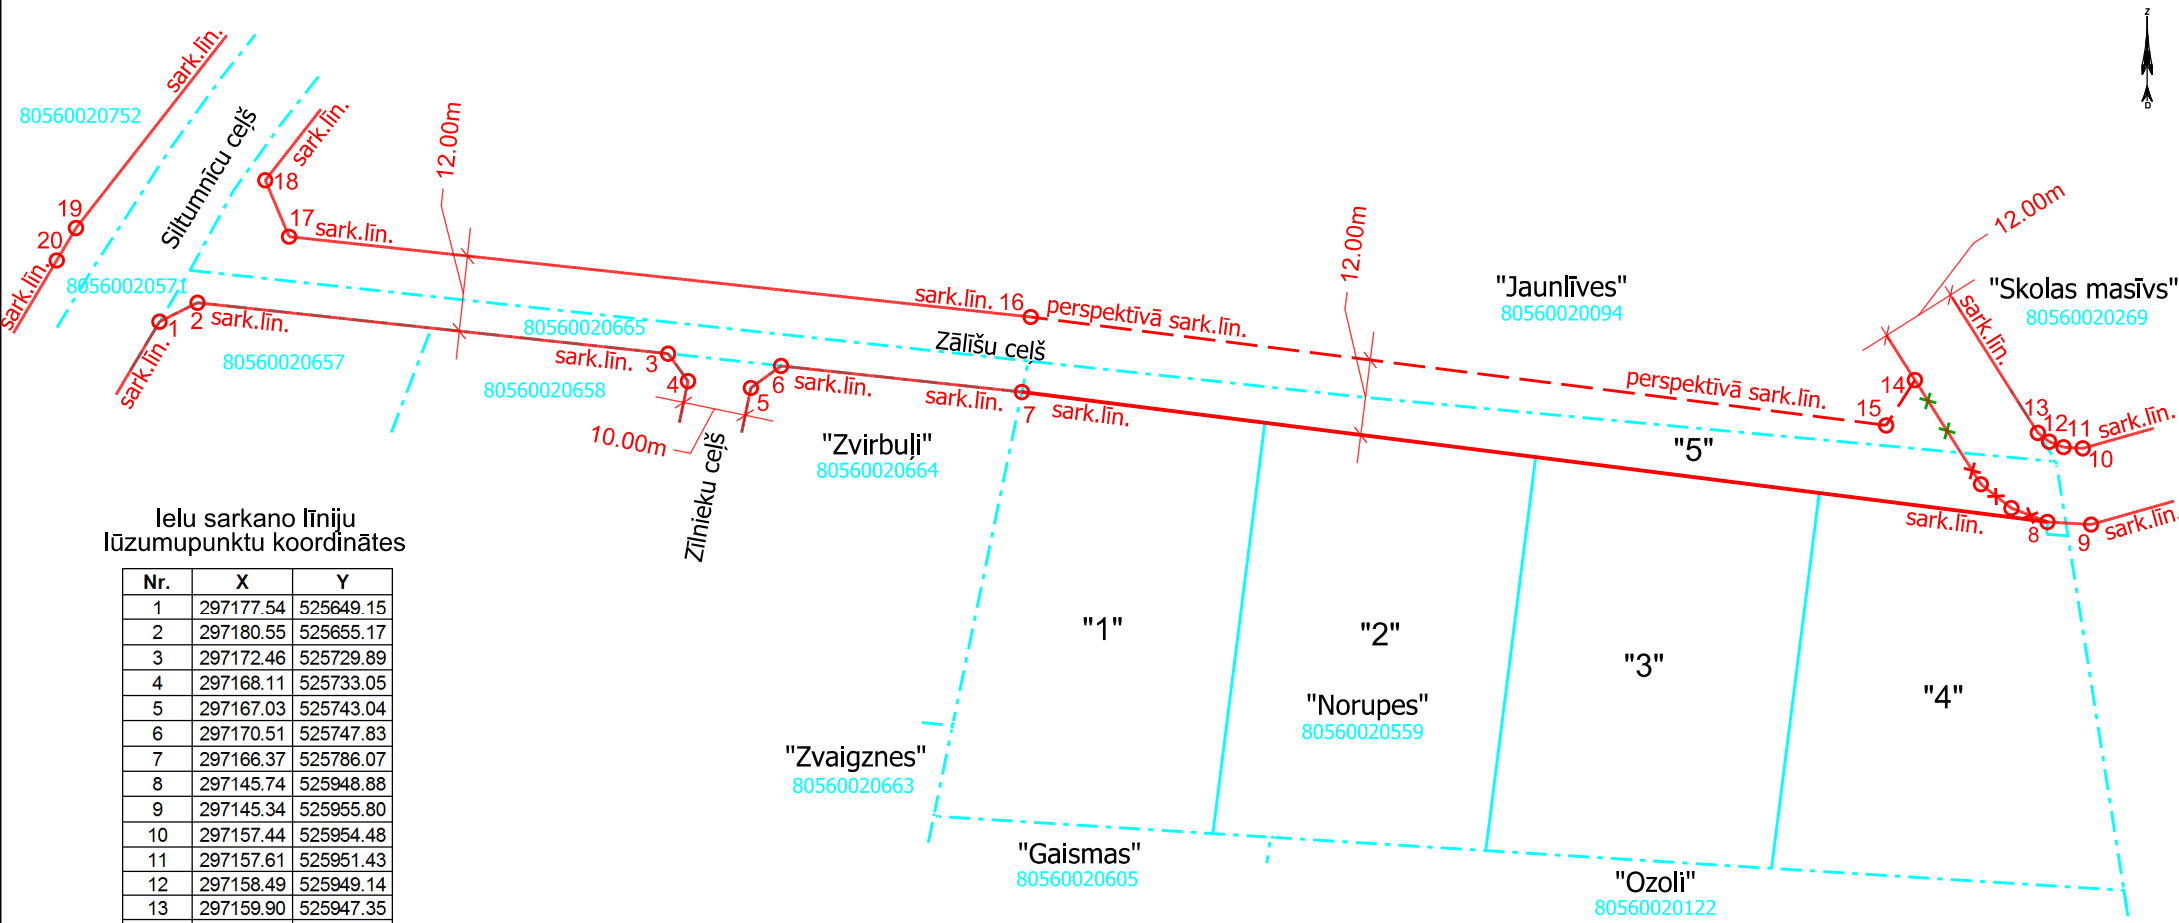 Z
D
sark.līn.
80560020752
Siltumnīcu ceļš
sark.līn.
12.00m
18
19
20
17 sark.līn.
sark.līn.
80560020571
1
2 sark.līn.
sark.līn.
80560020657
80560020665
sark.līn. 3
80560020658
4
5
6
sark.līn.
10.00m
Zīlnieku ceļš
"Zvirbuļi"
80560020664
sark.līn. 16
perspektīvā sark.līn.
Zālīšu ceļš
sark.līn.
7
sark.līn.
12.00m
"Jaunlīves"
80560020094
perspektīvā sark.līn.
12.00m
"Skolas masīvs"
80560020269
sark.līn.
14
15
13
12
11
sark.līn.
10
"5"
sark.līn.
8
9
sark.līn.
"1"
"2"
"3"
"4"
"Norupes"
80560020559
"Zvaigznes"
80560020663
"Gaismas"
80560020605
"Ozoli"
80560020122
Ielu sarkano līniju
lūzumupunktu koordinātes
Nr. X Y
1 297177.54 525649.15
2 297180.55 525655.17
3 297172.46 525729.89
4 297168.11 525733.05
5 297167.03 525743.04
6 297170.51 525747.83
7 297166.37 525786.07
8 297145.74 525948.88
9 297145.34 525955.80
10 297157.44 525954.48
11 297157.61 525951.43
12 297158.49 525949.14
13 297159.90 525947.35